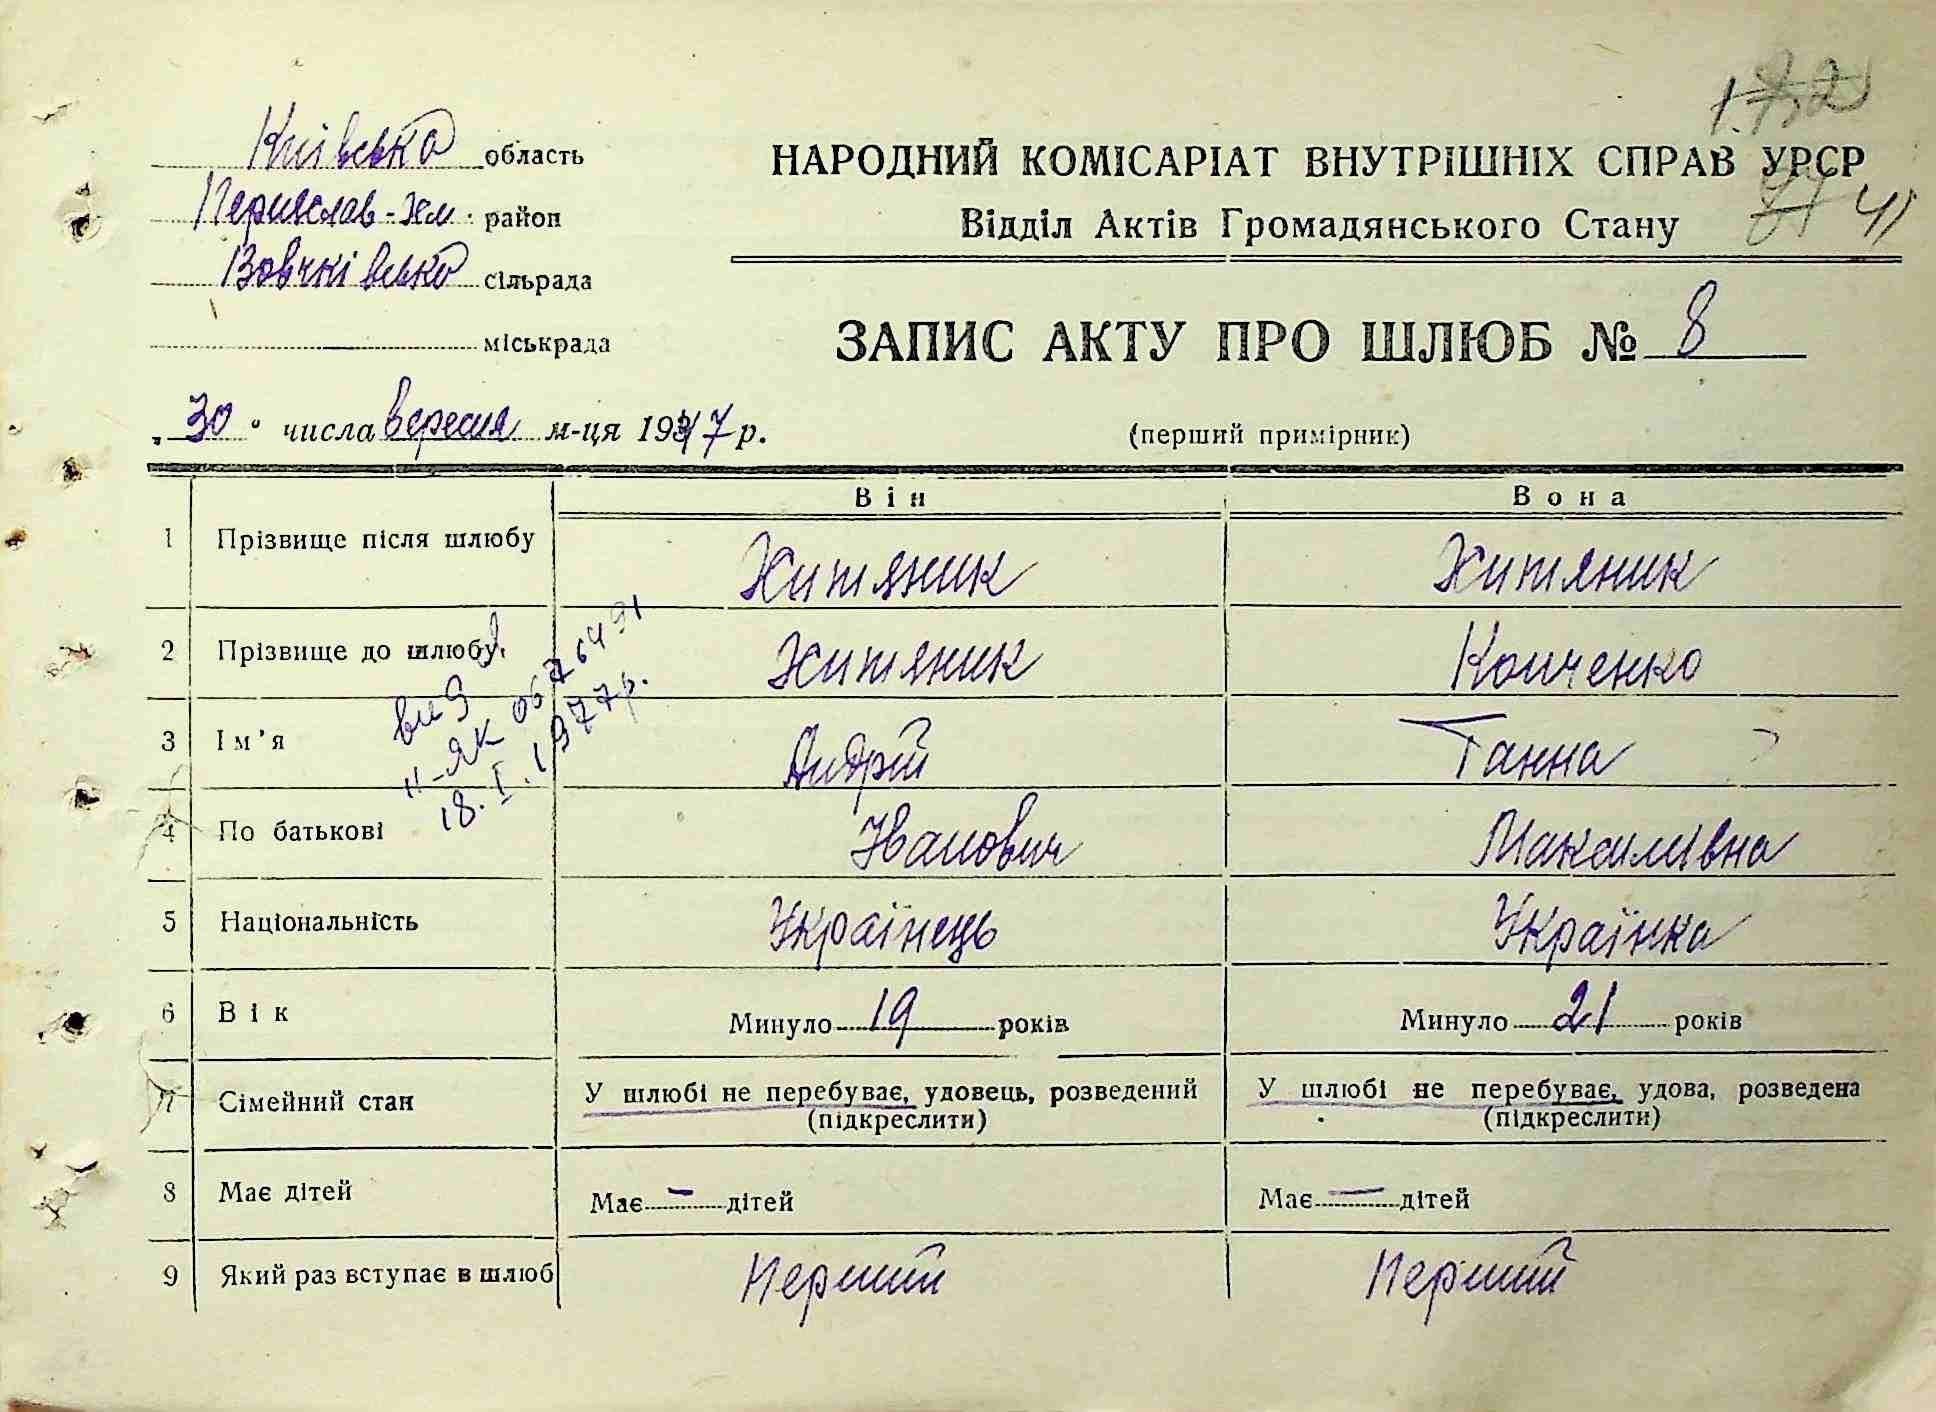 Київська область
Переяслав-Хм. район
Вовчківська сільрада
міськрада
НАРОДНИЙ КОМІСАРІАТ ВНУТРІШНІХ СПРАВ УРСР
Відділ Актів Громадянського Стану
41
ЗАПИС АКТУ ПРО ШЛЮБ № 8
„30" числа вересня м-ця 1947 р.
(перший примірник)
Він Вона
1 Прізвище після шлюбу Житяник Житяник
2 Прізвище до шлюбу Житяник Копченко
3 Ім'я Андрій Ганна
4 По батькові Іванович Максимівна
5 Національність Українець Українка
6 Вік Минуло 19 років Минуло 21 років
7 Сімейний стан У шлюбі не перебуває, удовець, розведений У шлюбі не перебуває, удова, розведена
(підкреслити) (підкреслити)
8 Має дітей Має — дітей Має — дітей
9 Який раз вступає в шлюб Перший Перший
18.I.1977р.